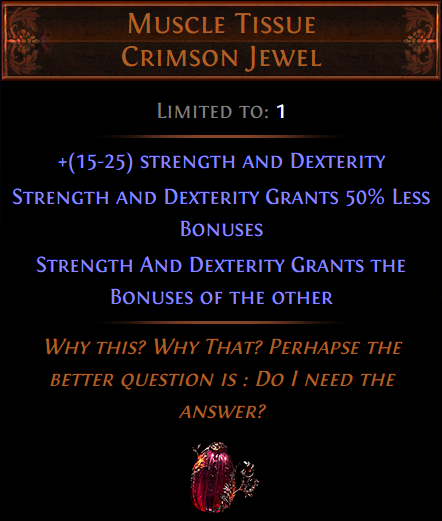 Muscle Tissue
Crimson Jewel
Limited to: 1
+(15-25) strength and Dexterity
Strength and Dexterity Grants 50% Less
Bonuses
Strength And Dexterity Grants the
Bonuses of the other
Why this? Why That? Perhapse the
better question is : Do I need the
answer?